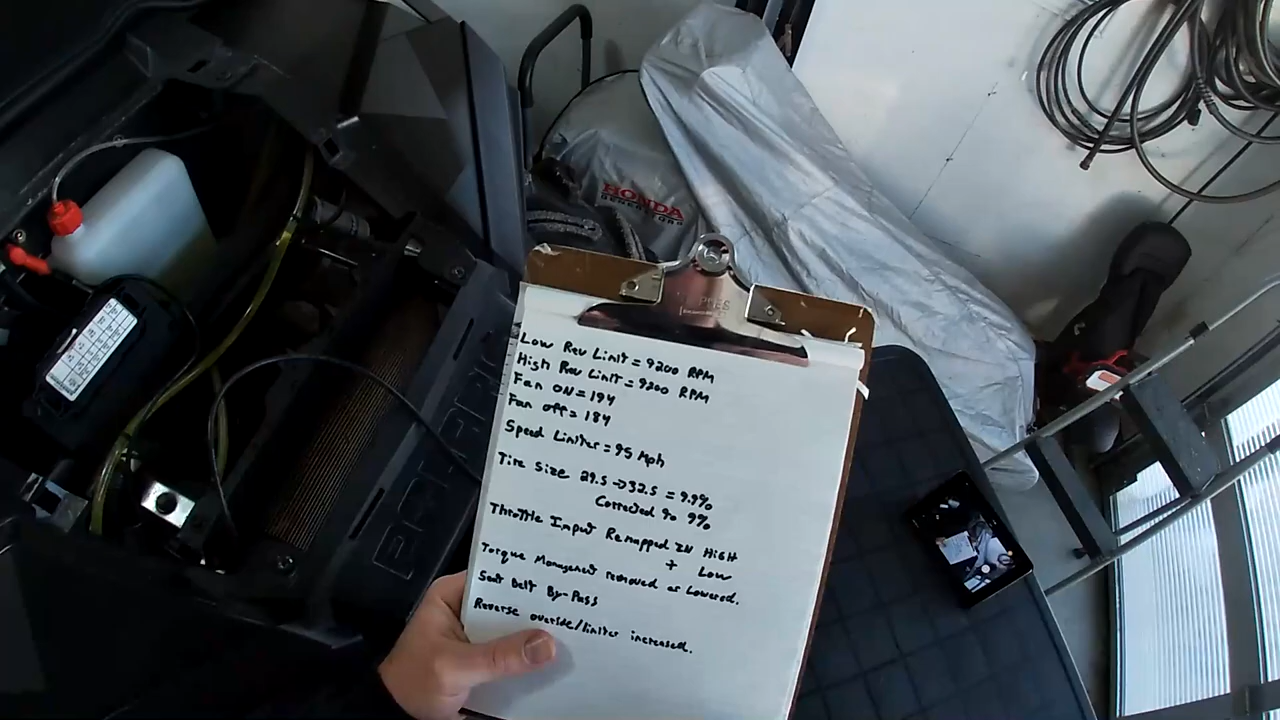 HONDA
GENERATORS
POLARIS
Low Rev Limit = 9200 RPM
High Rev Limit = 9200 RPM
Fan ON = 194
Fan off = 184
Speed Limiter = 95 Mph
Tire Size 29.5 → 32.5 = 9.9%
Corrected to 9%
Throttle Input Remapped IN HIGH
+ Low
Torque Management removed or Lowered.
Seat Belt By-Pass
Reverse override/limiter increased.